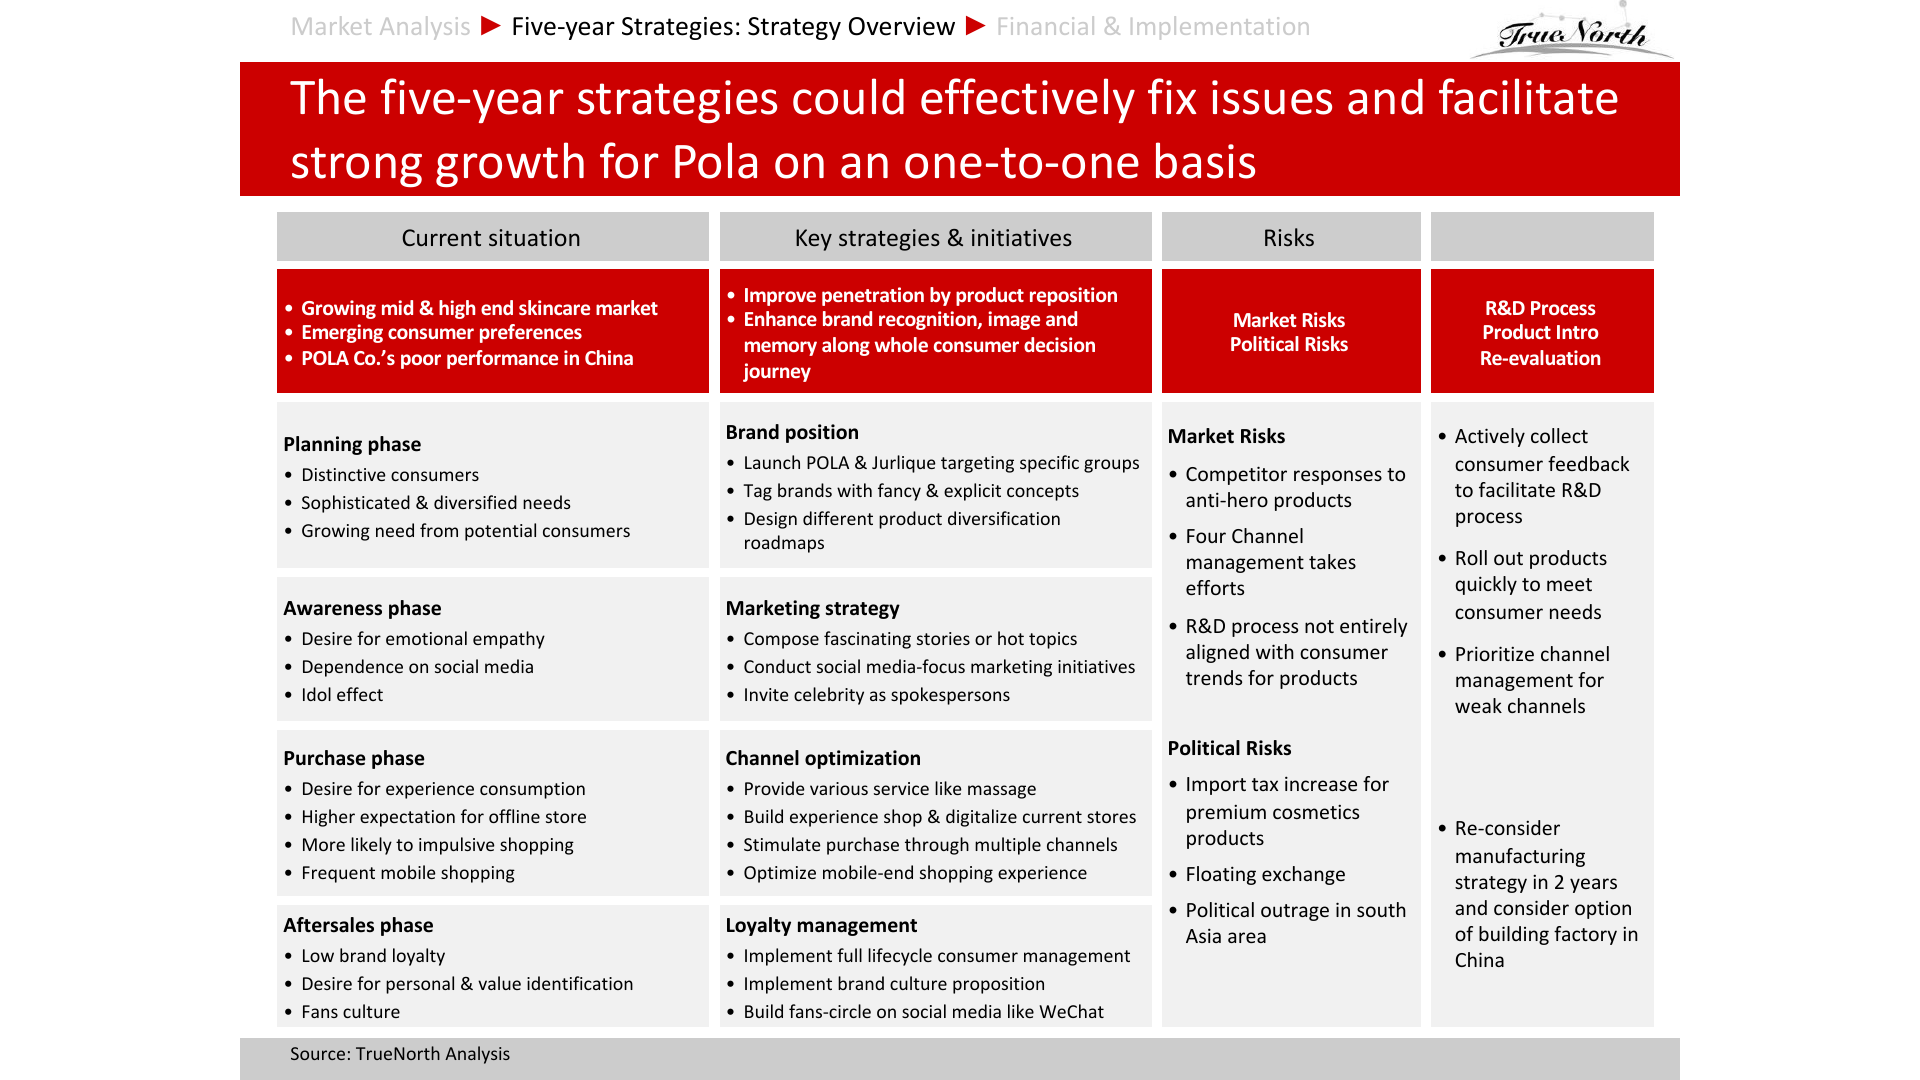 Market Analysis ▶ Five-year Strategies: Strategy Overview ▶ Financial & Implementation
TrueNorth
The five-year strategies could effectively fix issues and facilitate
strong growth for Pola on an one-to-one basis
Current situation
• Growing mid & high end skincare market
• Emerging consumer preferences
• POLA Co.’s poor performance in China
Planning phase
• Distinctive consumers
• Sophisticated & diversified needs
• Growing need from potential consumers
Awareness phase
• Desire for emotional empathy
• Dependence on social media
• Idol effect
Purchase phase
• Desire for experience consumption
• Higher expectation for offline store
• More likely to impulsive shopping
• Frequent mobile shopping
Aftersales phase
• Low brand loyalty
• Desire for personal & value identification
• Fans culture
Key strategies & initiatives
• Improve penetration by product reposition
• Enhance brand recognition, image and
memory along whole consumer decision
journey
Brand position
• Launch POLA & Jurlique targeting specific groups
• Tag brands with fancy & explicit concepts
• Design different product diversification
roadmaps
Marketing strategy
• Compose fascinating stories or hot topics
• Conduct social media-focus marketing initiatives
• Invite celebrity as spokespersons
Channel optimization
• Provide various service like massage
• Build experience shop & digitalize current stores
• Stimulate purchase through multiple channels
• Optimize mobile-end shopping experience
Loyalty management
• Implement full lifecycle consumer management
• Implement brand culture proposition
• Build fans-circle on social media like WeChat
Risks
Market Risks
Political Risks
Market Risks
• Competitor responses to
anti-hero products
• Four Channel
management takes
efforts
• R&D process not entirely
aligned with consumer
trends for products
Political Risks
• Import tax increase for
premium cosmetics
products
• Floating exchange
• Political outrage in south
Asia area
R&D Process
Product Intro
Re-evaluation
• Actively collect
consumer feedback
to facilitate R&D
process
• Roll out products
quickly to meet
consumer needs
• Prioritize channel
management for
weak channels
• Re-consider
manufacturing
strategy in 2 years
and consider option
of building factory in
China
Source: TrueNorth Analysis